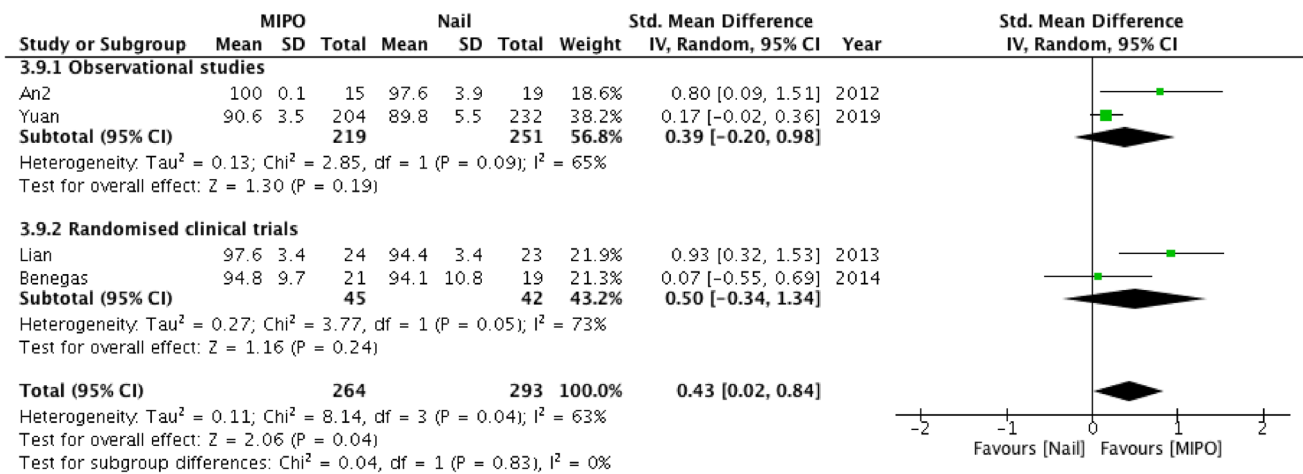 MIPO Nail Std. Mean Difference Std. Mean Difference
Study or Subgroup Mean SD Total Mean SD Total Weight IV, Random, 95% CI Year IV, Random, 95% CI
3.9.1 Observational studies
An2 100 0.1 15 97.6 3.9 19 18.6% 0.80 [0.09, 1.51] 2012
Yuan 90.6 3.5 204 89.8 5.5 232 38.2% 0.17 [-0.02, 0.36] 2019
Subtotal (95% CI) 219 251 56.8% 0.39 [-0.20, 0.98]
Heterogeneity: Tau² = 0.13; Chi² = 2.85, df = 1 (P = 0.09); I² = 65%
Test for overall effect: Z = 1.30 (P = 0.19)
3.9.2 Randomised clinical trials
Lian 97.6 3.4 24 94.4 3.4 23 21.9% 0.93 [0.32, 1.53] 2013
Benegas 94.8 9.7 21 94.1 10.8 19 21.3% 0.07 [-0.55, 0.69] 2014
Subtotal (95% CI) 45 42 43.2% 0.50 [-0.34, 1.34]
Heterogeneity: Tau² = 0.27; Chi² = 3.77, df = 1 (P = 0.05); I² = 73%
Test for overall effect: Z = 1.16 (P = 0.24)
Total (95% CI) 264 293 100.0% 0.43 [0.02, 0.84]
Heterogeneity: Tau² = 0.11; Chi² = 8.14, df = 3 (P = 0.04); I² = 63%
Test for overall effect: Z = 2.06 (P = 0.04)
Test for subgroup differences: Chi² = 0.04, df = 1 (P = 0.83), I² = 0%
-2 -1 0 1 2
Favours [Nail] Favours [MIPO]